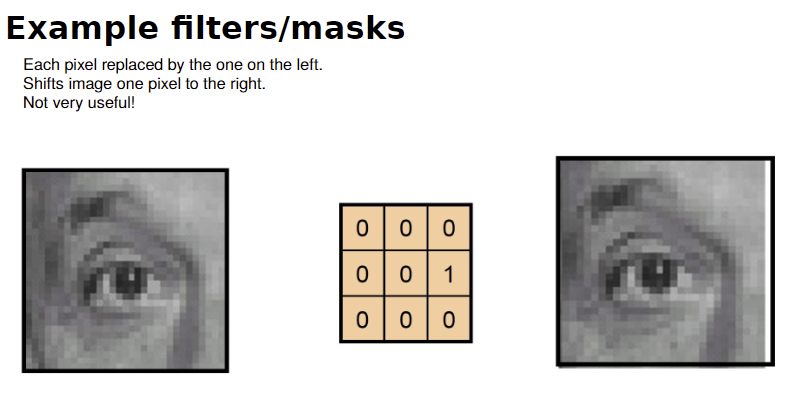 Example filters/masks
Each pixel replaced by the one on the left.
Shifts image one pixel to the right.
Not very useful!
0 0 0
0 0 1
0 0 0